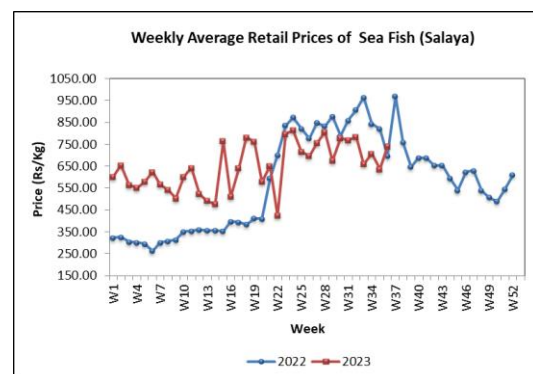 Weekly Average Retail Prices of Sea Fish (Salaya)
Price (Rs/Kg)
1050.00
950.00
850.00
750.00
650.00
550.00
450.00
350.00
250.00
150.00
W1 W4 W7 W10 W13 W16 W19 W22 W25 W28 W31 W34 W37 W40 W43 W46 W49 W52
Week
2022 2023